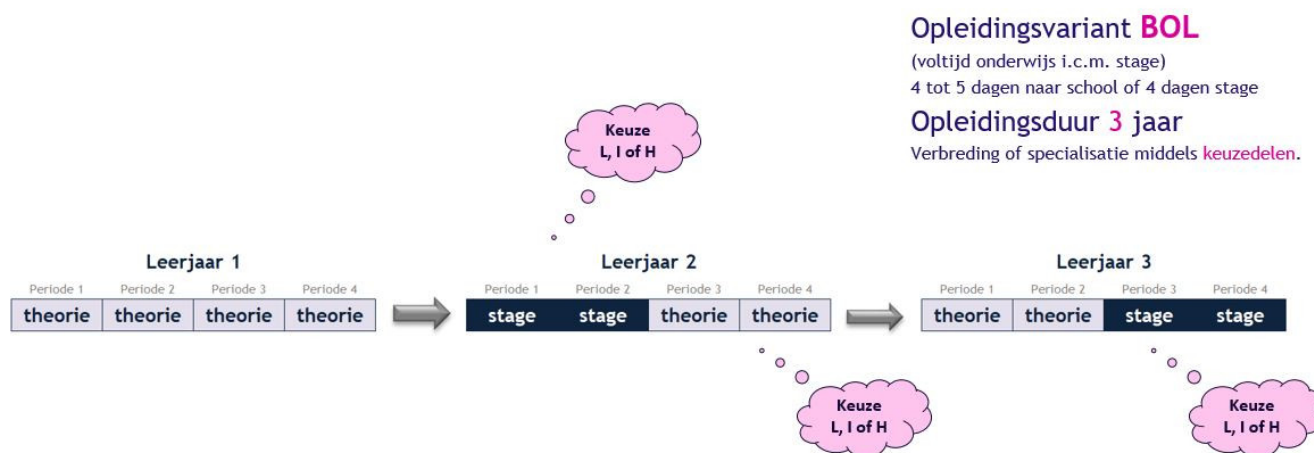 Opleidingsvariant BOL
(voltijd onderwijs i.c.m. stage)
4 tot 5 dagen naar school of 4 dagen stage
Opleidingsduur 3 jaar
Verbreding of specialisatie middels keuzedelen.
Keuze
L, I of H
Leerjaar 1
Periode 1 Periode 2 Periode 3 Periode 4
theorie theorie theorie theorie
Leerjaar 2
Periode 1 Periode 2 Periode 3 Periode 4
stage stage theorie theorie
Leerjaar 3
Periode 1 Periode 2 Periode 3 Periode 4
theorie theorie stage stage
Keuze
L, I of H
Keuze
L, I of H